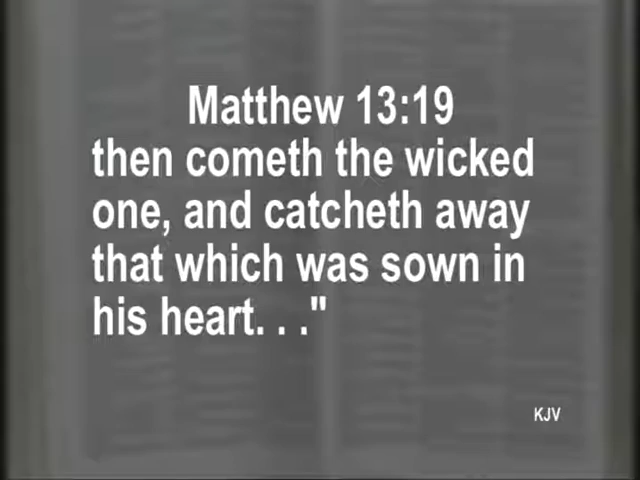 Matthew 13:19
then cometh the wicked
one, and catcheth away
that which was sown in
his heart. . ."
KJV